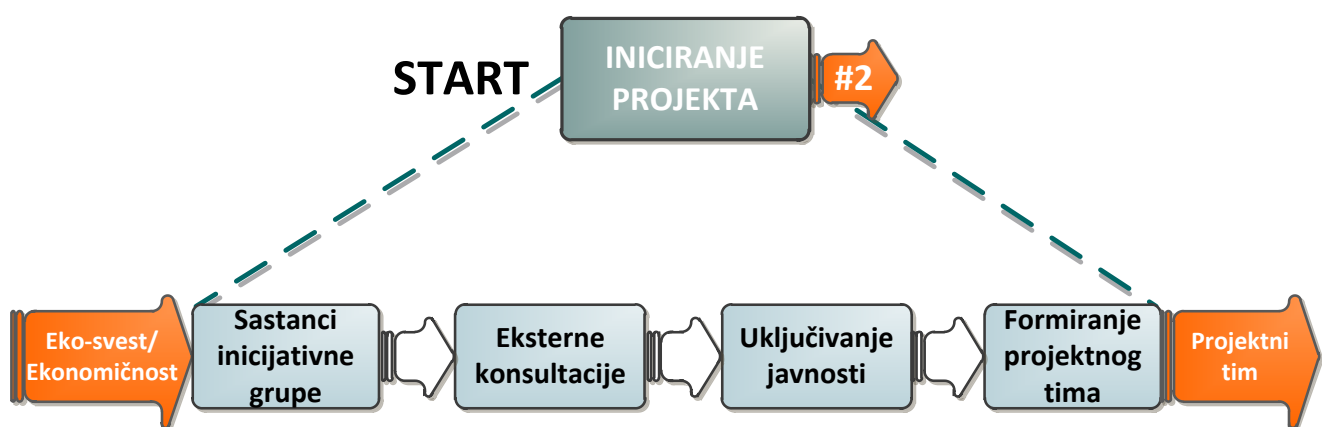 START
INICIRANJE
PROJEKTA
#2
Eko-svest/
Ekonomičnost
Sastanci
inicijativne
grupe
Eksterne
konsultacije
Uključivanje
javnosti
Formiranje
projektnog
tima
Projektni
tim